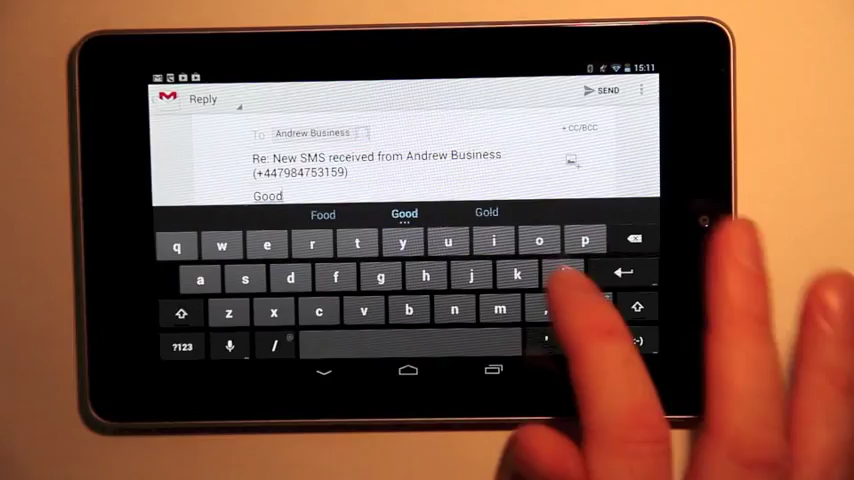 15:11
Reply
SEND
To Andrew Business
+ CC/BCC
Re: New SMS received from Andrew Business
(+447984753159)
Good
Food Good Gold
q w e r t y u i o p
a s d f g h j k
z x c v b n m ,
?123 / ' :-)